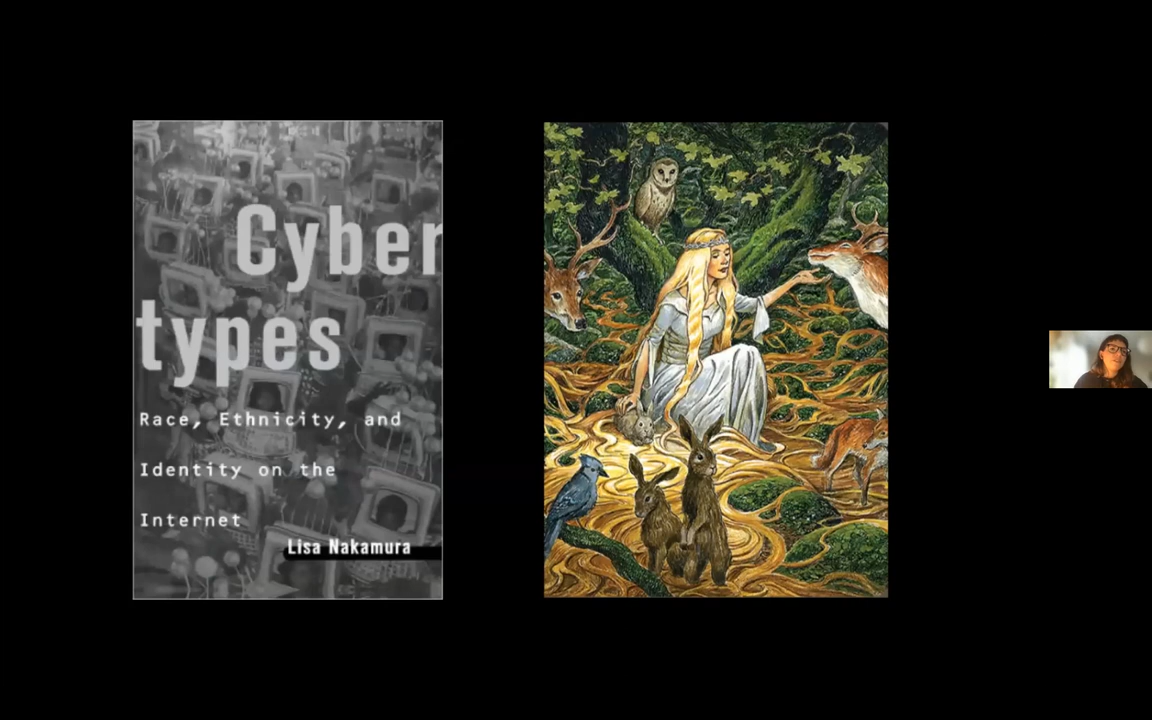 Cyber
types
Race, Ethnicity, and
Identity on the
Internet
Lisa Nakamura